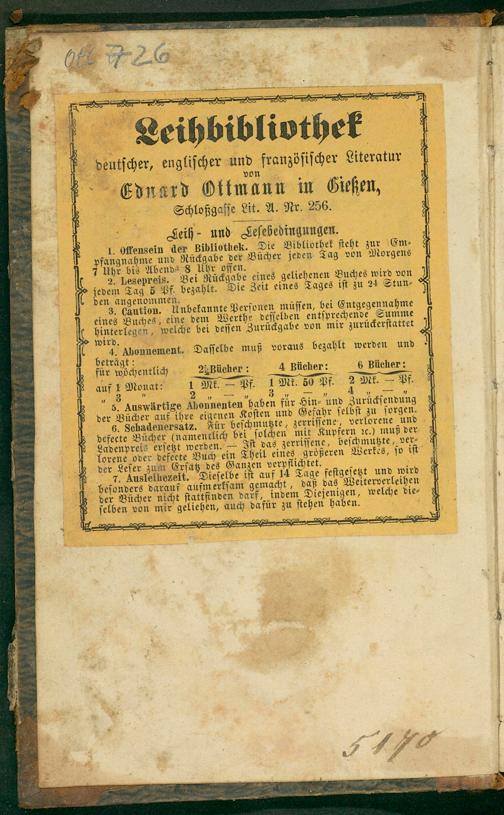 Ott 726
Leihbibliothek
deutscher, englischer und französischer Literatur
von
Eduard Ottmann in Gießen,
Schloßgasse Lit. A. Nr. 256.
Leih- und Lesebedingungen.
1. Offensein der Bibliothek. Die Bibliothek steht zur Em-
pfangnahme und Rückgabe der Bücher jeden Tag von Morgens
7 Uhr bis Abends 8 Uhr offen.
2. Lesepreis. Bei Rückgabe eines geliehenen Buches wird von
jedem Tag 5 Pf. bezahlt. Die Zeit eines Tages ist zu 24 Stun-
den angenommen.
3. Caution. Unbekannte Personen müssen, bei Entgegennahme
eines Buches, eine dem Werthe desselben entsprechende Summe
hinterlegen, welche bei dessen Zurückgabe von mir zurückerstattet
wird.
4. Abonnement. Dasselbe muß voraus bezahlt werden und
beträgt:
für wöchentlich 2 Bücher: 4 Bücher: 6 Bücher:
auf 1 Monat: 1 Mk. — Pf. 1 Mk. 50 Pf. 2 Mk. — Pf.
" 3 " 2 " — " 3 " — " 4 " — "
5. Auswärtige Abonnenten haben für Hin- und Zurücksendung
der Bücher auf ihre eigenen Kosten und Gefahr selbst zu sorgen.
6. Schadenersatz. Für beschmutzte, zerrissene, verlorene und
defecte Bücher (namentlich bei solchen mit Kupfern ꝛc.) muß der
Ladenpreis ersetzt werden. — Ist das zerrissene, beschmutzte, ver-
lorene oder defecte Buch ein Theil eines größeren Werkes, so ist
der Leser zum Ersatz des Ganzen verpflichtet.
7. Ausleihezeit. Dieselbe ist auf 14 Tage festgesetzt und wird
besonders darauf aufmerksam gemacht, daß das Weiterverleihen
der Bücher nicht stattfinden darf, indem Diejenigen, welche die-
selben von mir geliehen, auch dafür zu stehen haben.
5170